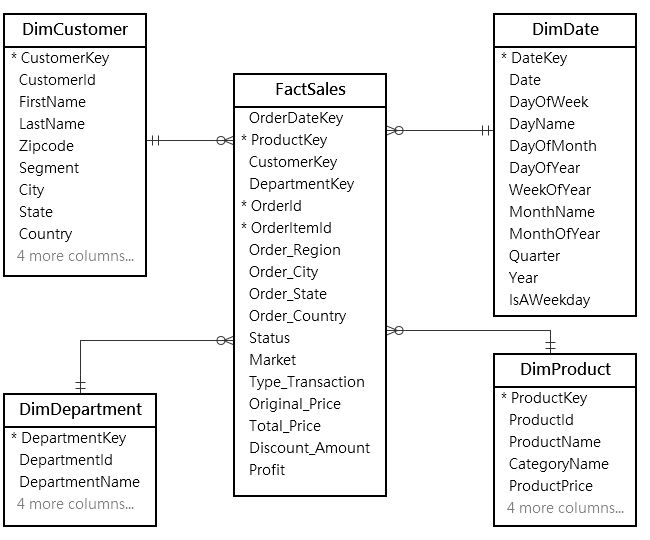 DimCustomer
* CustomerKey
CustomerId
FirstName
LastName
Zipcode
Segment
City
State
Country
4 more columns...
FactSales
OrderDateKey
* ProductKey
CustomerKey
DepartmentKey
* OrderId
* OrderItemId
Order_Region
Order_City
Order_State
Order_Country
Status
Market
Type_Transaction
Original_Price
Total_Price
Discount_Amount
Profit
DimDate
* DateKey
Date
DayOfWeek
DayName
DayOfMonth
DayOfYear
WeekOfYear
MonthName
MonthOfYear
Quarter
Year
IsAWeekday
DimDepartment
* DepartmentKey
DepartmentId
DepartmentName
4 more columns...
DimProduct
* ProductKey
ProductId
ProductName
CategoryName
ProductPrice
4 more columns...